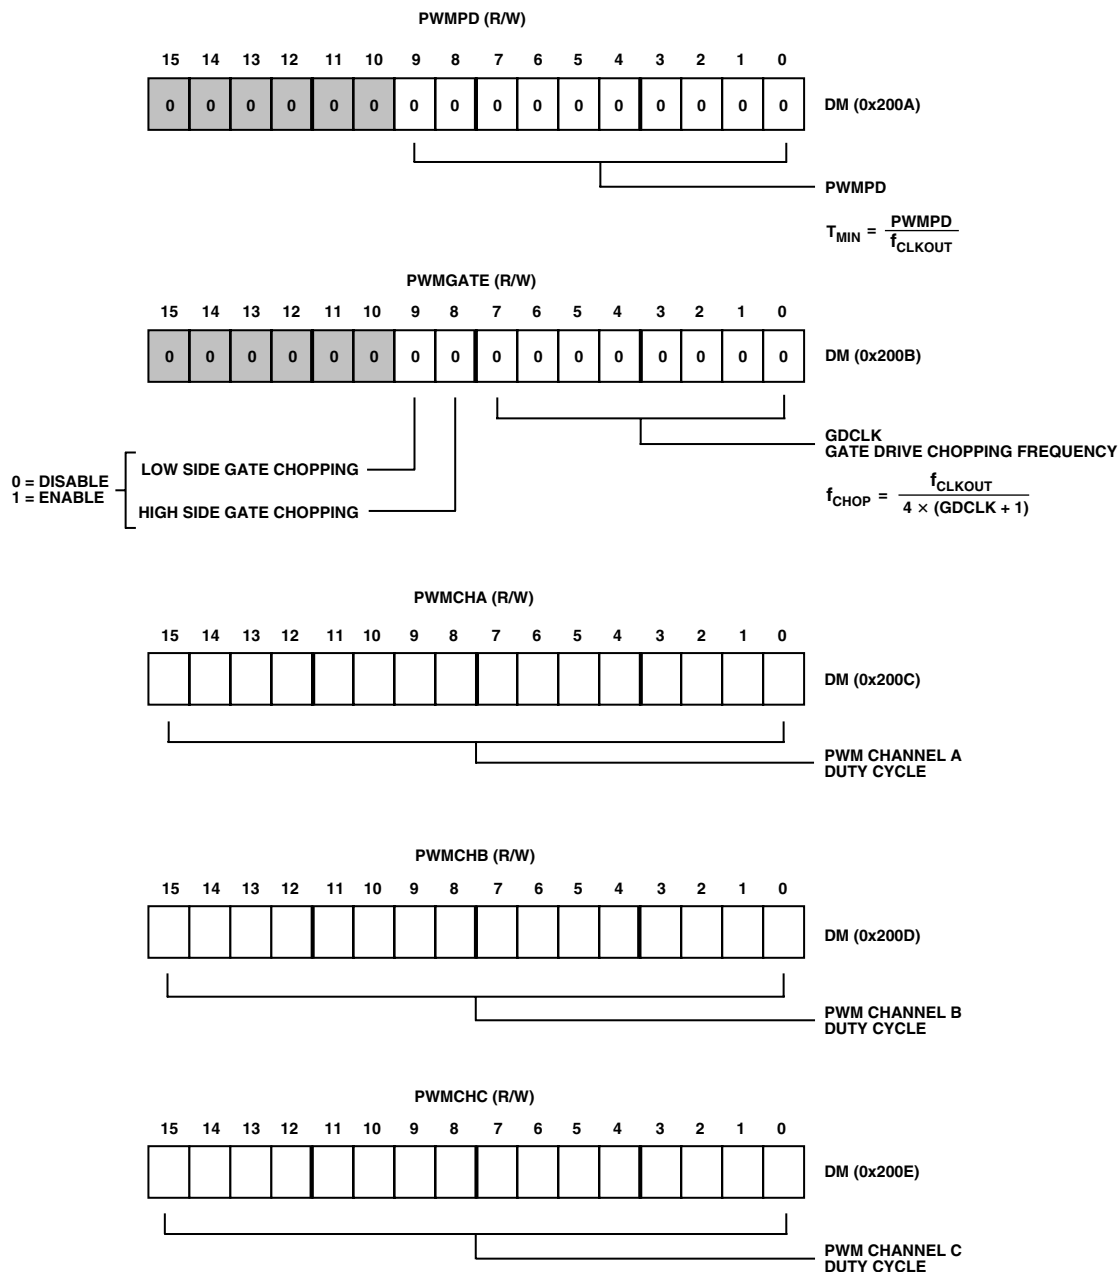 PWMPD (R/W)
15 14 13 12 11 10 9 8 7 6 5 4 3 2 1 0
0 0 0 0 0 0 0 0 0 0 0 0 0 0 0 0 DM (0x200A)
PWMPD
T_MIN = PWMPD / f_CLKOUT
PWMGATE (R/W)
15 14 13 12 11 10 9 8 7 6 5 4 3 2 1 0
0 0 0 0 0 0 0 0 0 0 0 0 0 0 0 0 DM (0x200B)
GDCLK
GATE DRIVE CHOPPING FREQUENCY
f_CHOP = f_CLKOUT / 4 × (GDCLK + 1)
0 = DISABLE
1 = ENABLE
LOW SIDE GATE CHOPPING
HIGH SIDE GATE CHOPPING
PWMCHA (R/W)
15 14 13 12 11 10 9 8 7 6 5 4 3 2 1 0
DM (0x200C)
PWM CHANNEL A
DUTY CYCLE
PWMCHB (R/W)
15 14 13 12 11 10 9 8 7 6 5 4 3 2 1 0
DM (0x200D)
PWM CHANNEL B
DUTY CYCLE
PWMCHC (R/W)
15 14 13 12 11 10 9 8 7 6 5 4 3 2 1 0
DM (0x200E)
PWM CHANNEL C
DUTY CYCLE